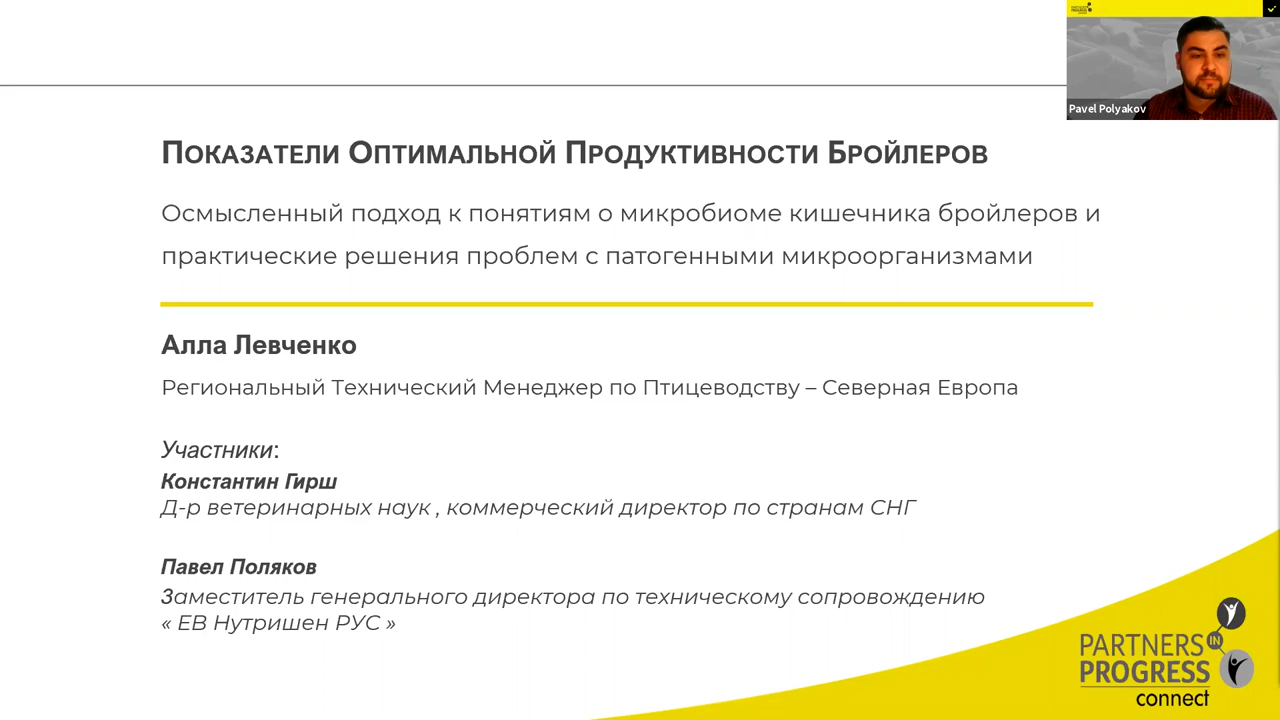 Pavel Polyakov
Показатели Оптимальной Продуктивности Бройлеров
Осмысленный подход к понятиям о микробиоме кишечника бройлеров и
практические решения проблем с патогенными микроорганизмами
Алла Левченко
Региональный Технический Менеджер по Птицеводству – Северная Европа
Участники:
Константин Гирш
Д-р ветеринарных наук , коммерческий директор по странам СНГ
Павел Поляков
Заместитель генерального директора по техническому сопровождению
« ЕВ Нутришен РУС »
PARTNERS IN
PROGRESS
connect